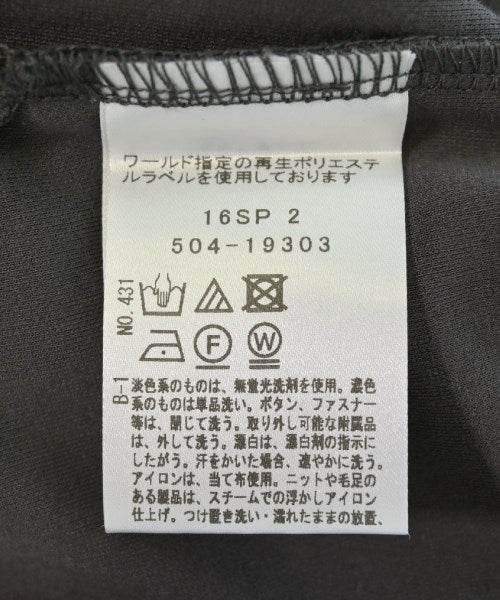 ワールド指定の再生ポリエステ
ルラベルを使用しております
16SP 2
504-19303
NO.431
F W
B-1
淡色系のものは、無蛍光洗剤を使用。濃色
系のものは単品洗い。ボタン、ファスナー
等は、閉じて洗う。取り外し可能な附属品
は、外して洗う。漂白は、漂白剤の指示に
したがう。汗をかいた場合、速やかに洗う。
アイロンは、当て布使用。ニットや毛足の
ある製品は、スチームでの浮かしアイロン
仕上げ。つけ置き洗い・濡れたままの放置、